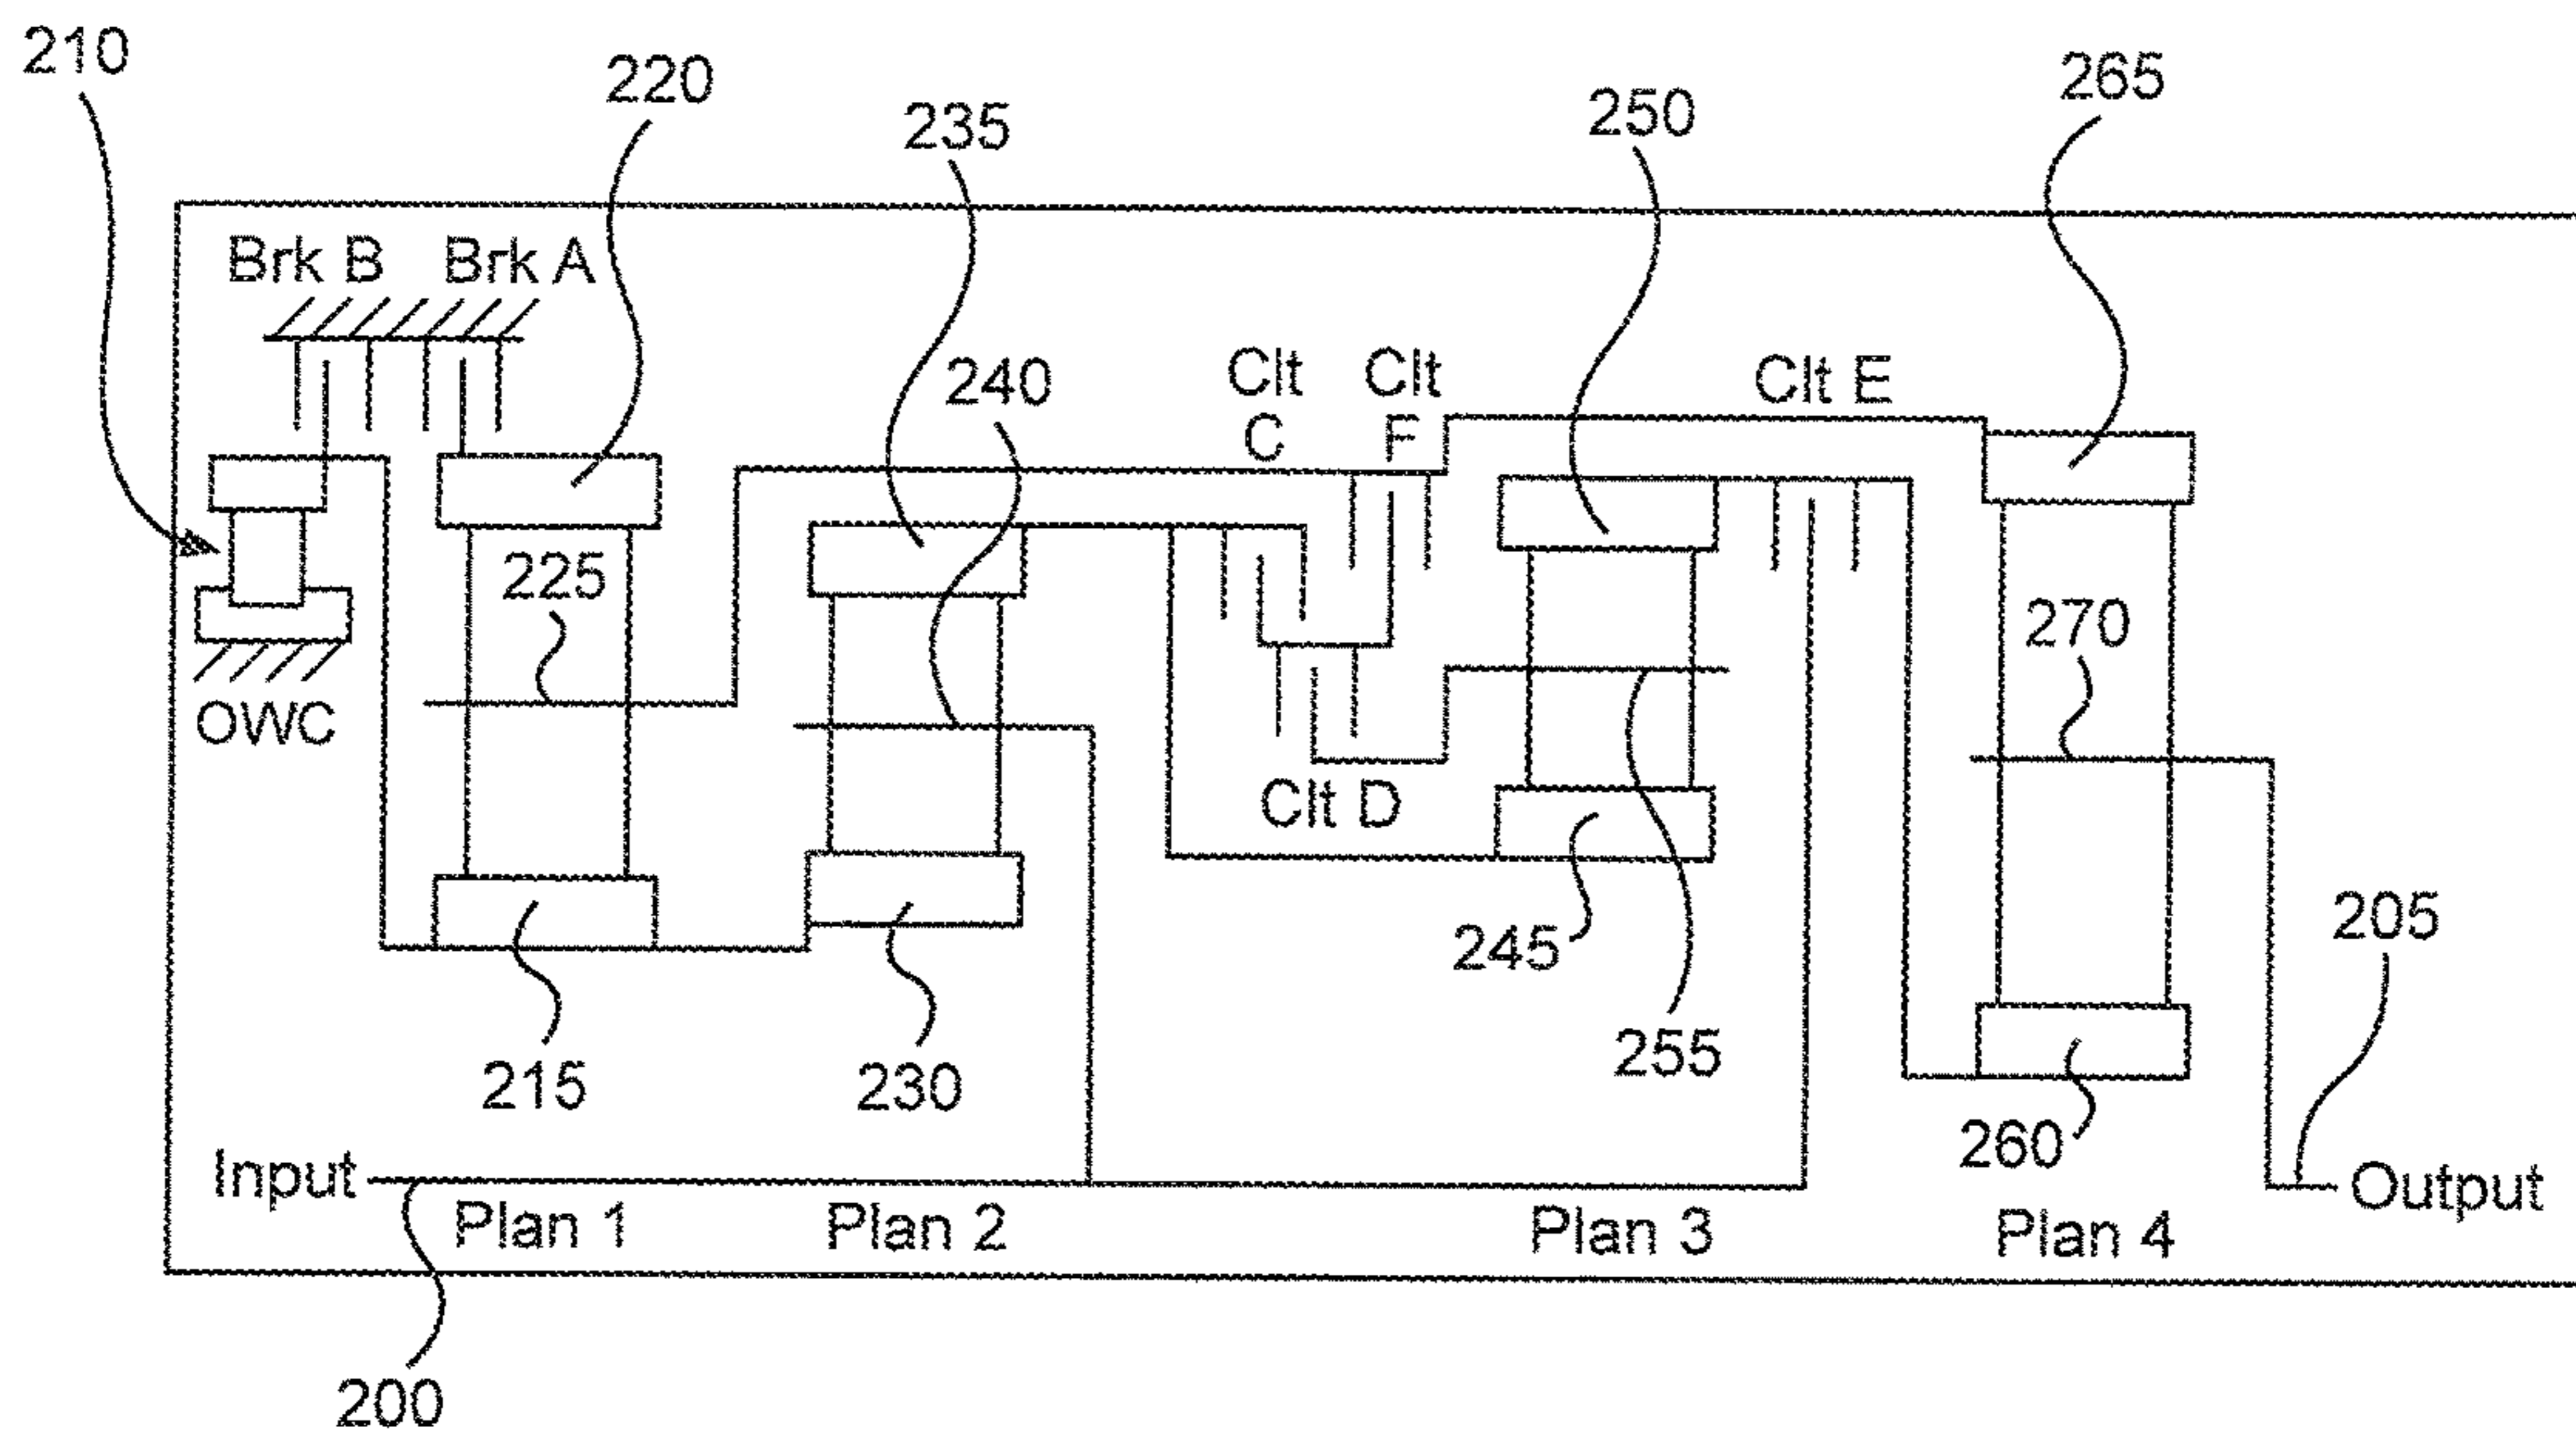 210
220
235
250
265
Brk B
Brk A
240
Clt
C
Clt
F
Clt E
225
270
OWC
Clt D
245
205
215
230
255
260
Input
Output
Plan 1
Plan 2
Plan 3
Plan 4
200